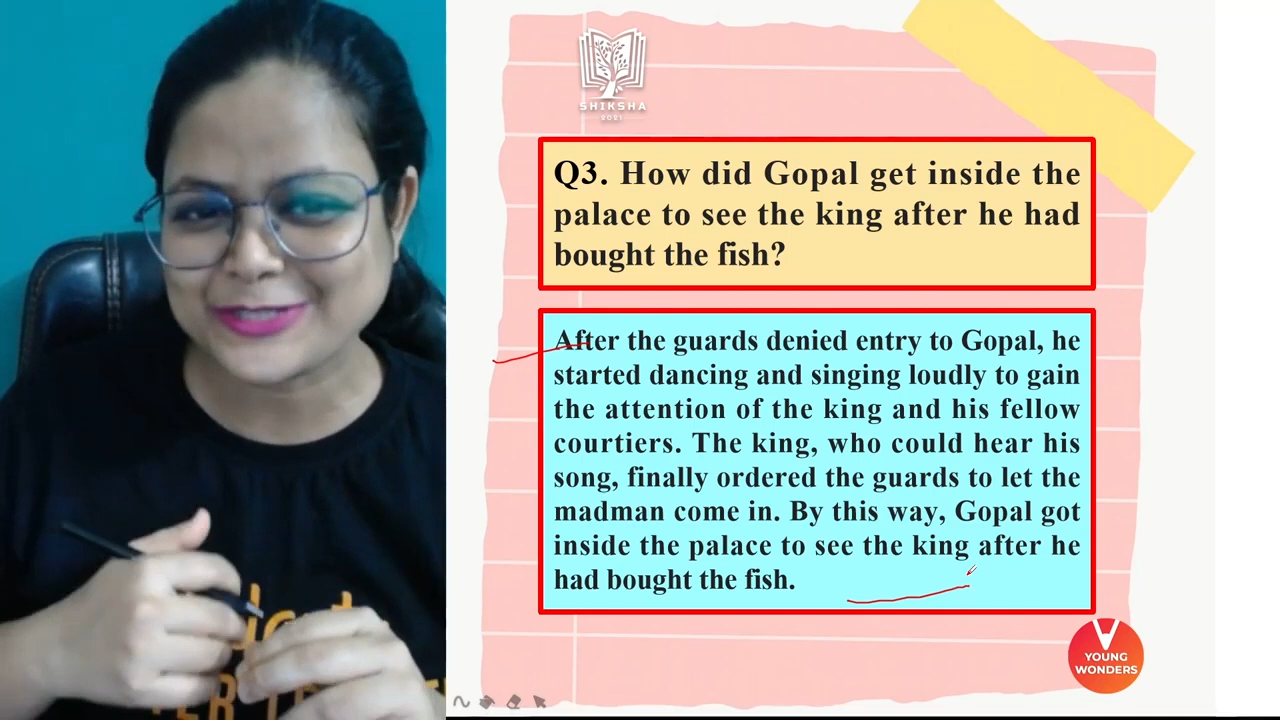 SHIKSHA
2021
Q3. How did Gopal get inside the
palace to see the king after he had
bought the fish?
After the guards denied entry to Gopal, he
started dancing and singing loudly to gain
the attention of the king and his fellow
courtiers. The king, who could hear his
song, finally ordered the guards to let the
madman come in. By this way, Gopal got
inside the palace to see the king after he
had bought the fish.
YOUNG
WONDERS